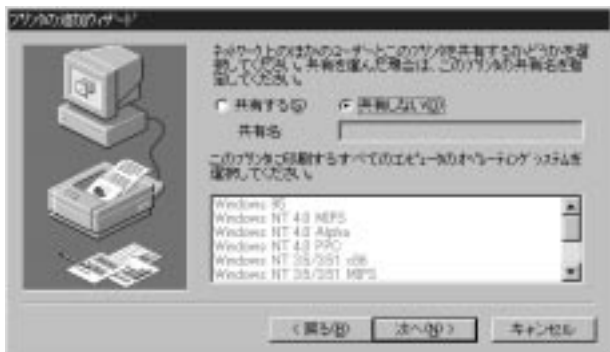 プリンタの追加ウィザード
ネットワーク上のほかのユーザーとこのプリンタを共有するかどうかを選
択してください。共有を選んだ場合は、このプリンタの共有名を指
定してください。
共有する(S)
共有しない(O)
共有名
このプリンタに印刷するすべてのコンピュータのオペレーティング システムを
選択してください。
Windows 95
Windows NT 4.0 MIPS
Windows NT 4.0 Alpha
Windows NT 4.0 PPC
Windows NT 3.5/3.51 x86
Windows NT 3.5/3.51 MIPS
< 戻る(B)
次へ(N) >
キャンセル